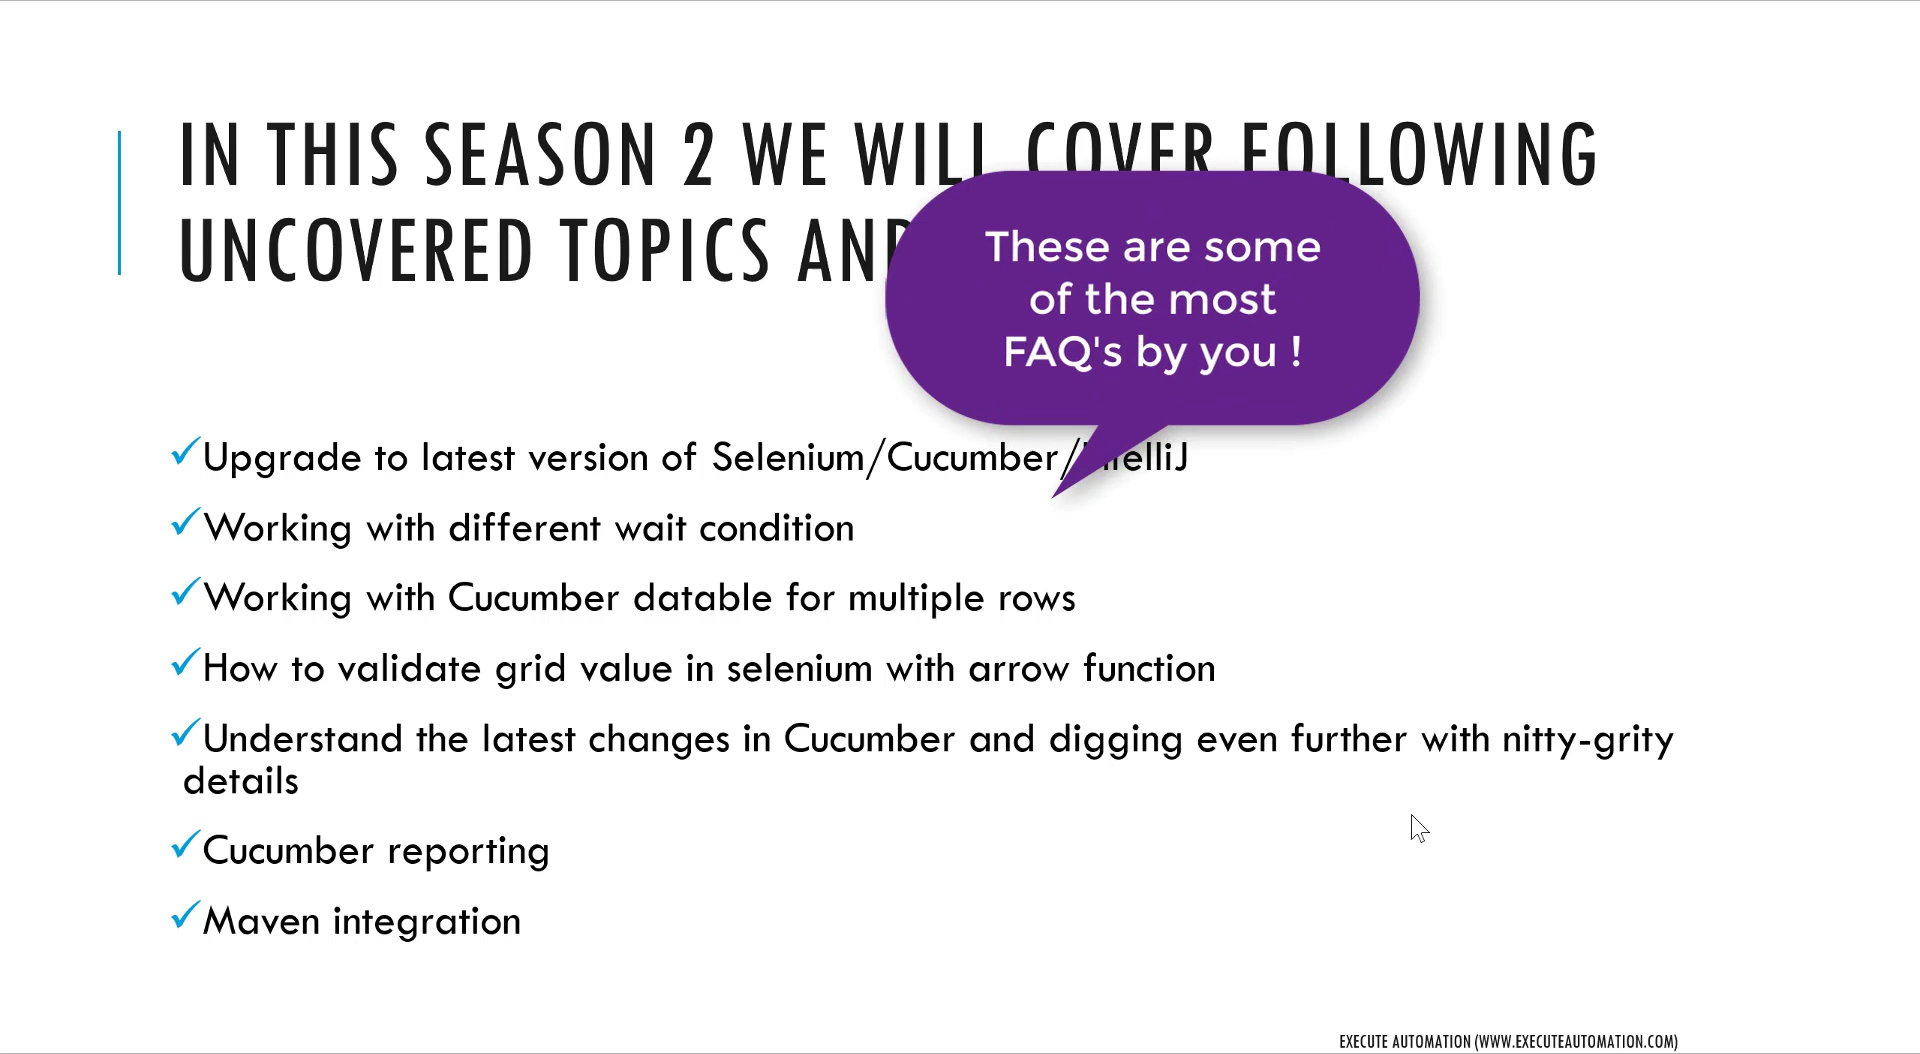 IN THIS SEASON 2 WE WILL COVER FOLLOWING
UNCOVERED TOPICS AND
These are some
of the most
FAQ's by you !
Upgrade to latest version of Selenium/Cucumber/IntelliJ
Working with different wait condition
Working with Cucumber datable for multiple rows
How to validate grid value in selenium with arrow function
Understand the latest changes in Cucumber and digging even further with nitty-grity
details
Cucumber reporting
Maven integration
EXECUTE AUTOMATION (WWW.EXECUTEAUTOMATION.COM)